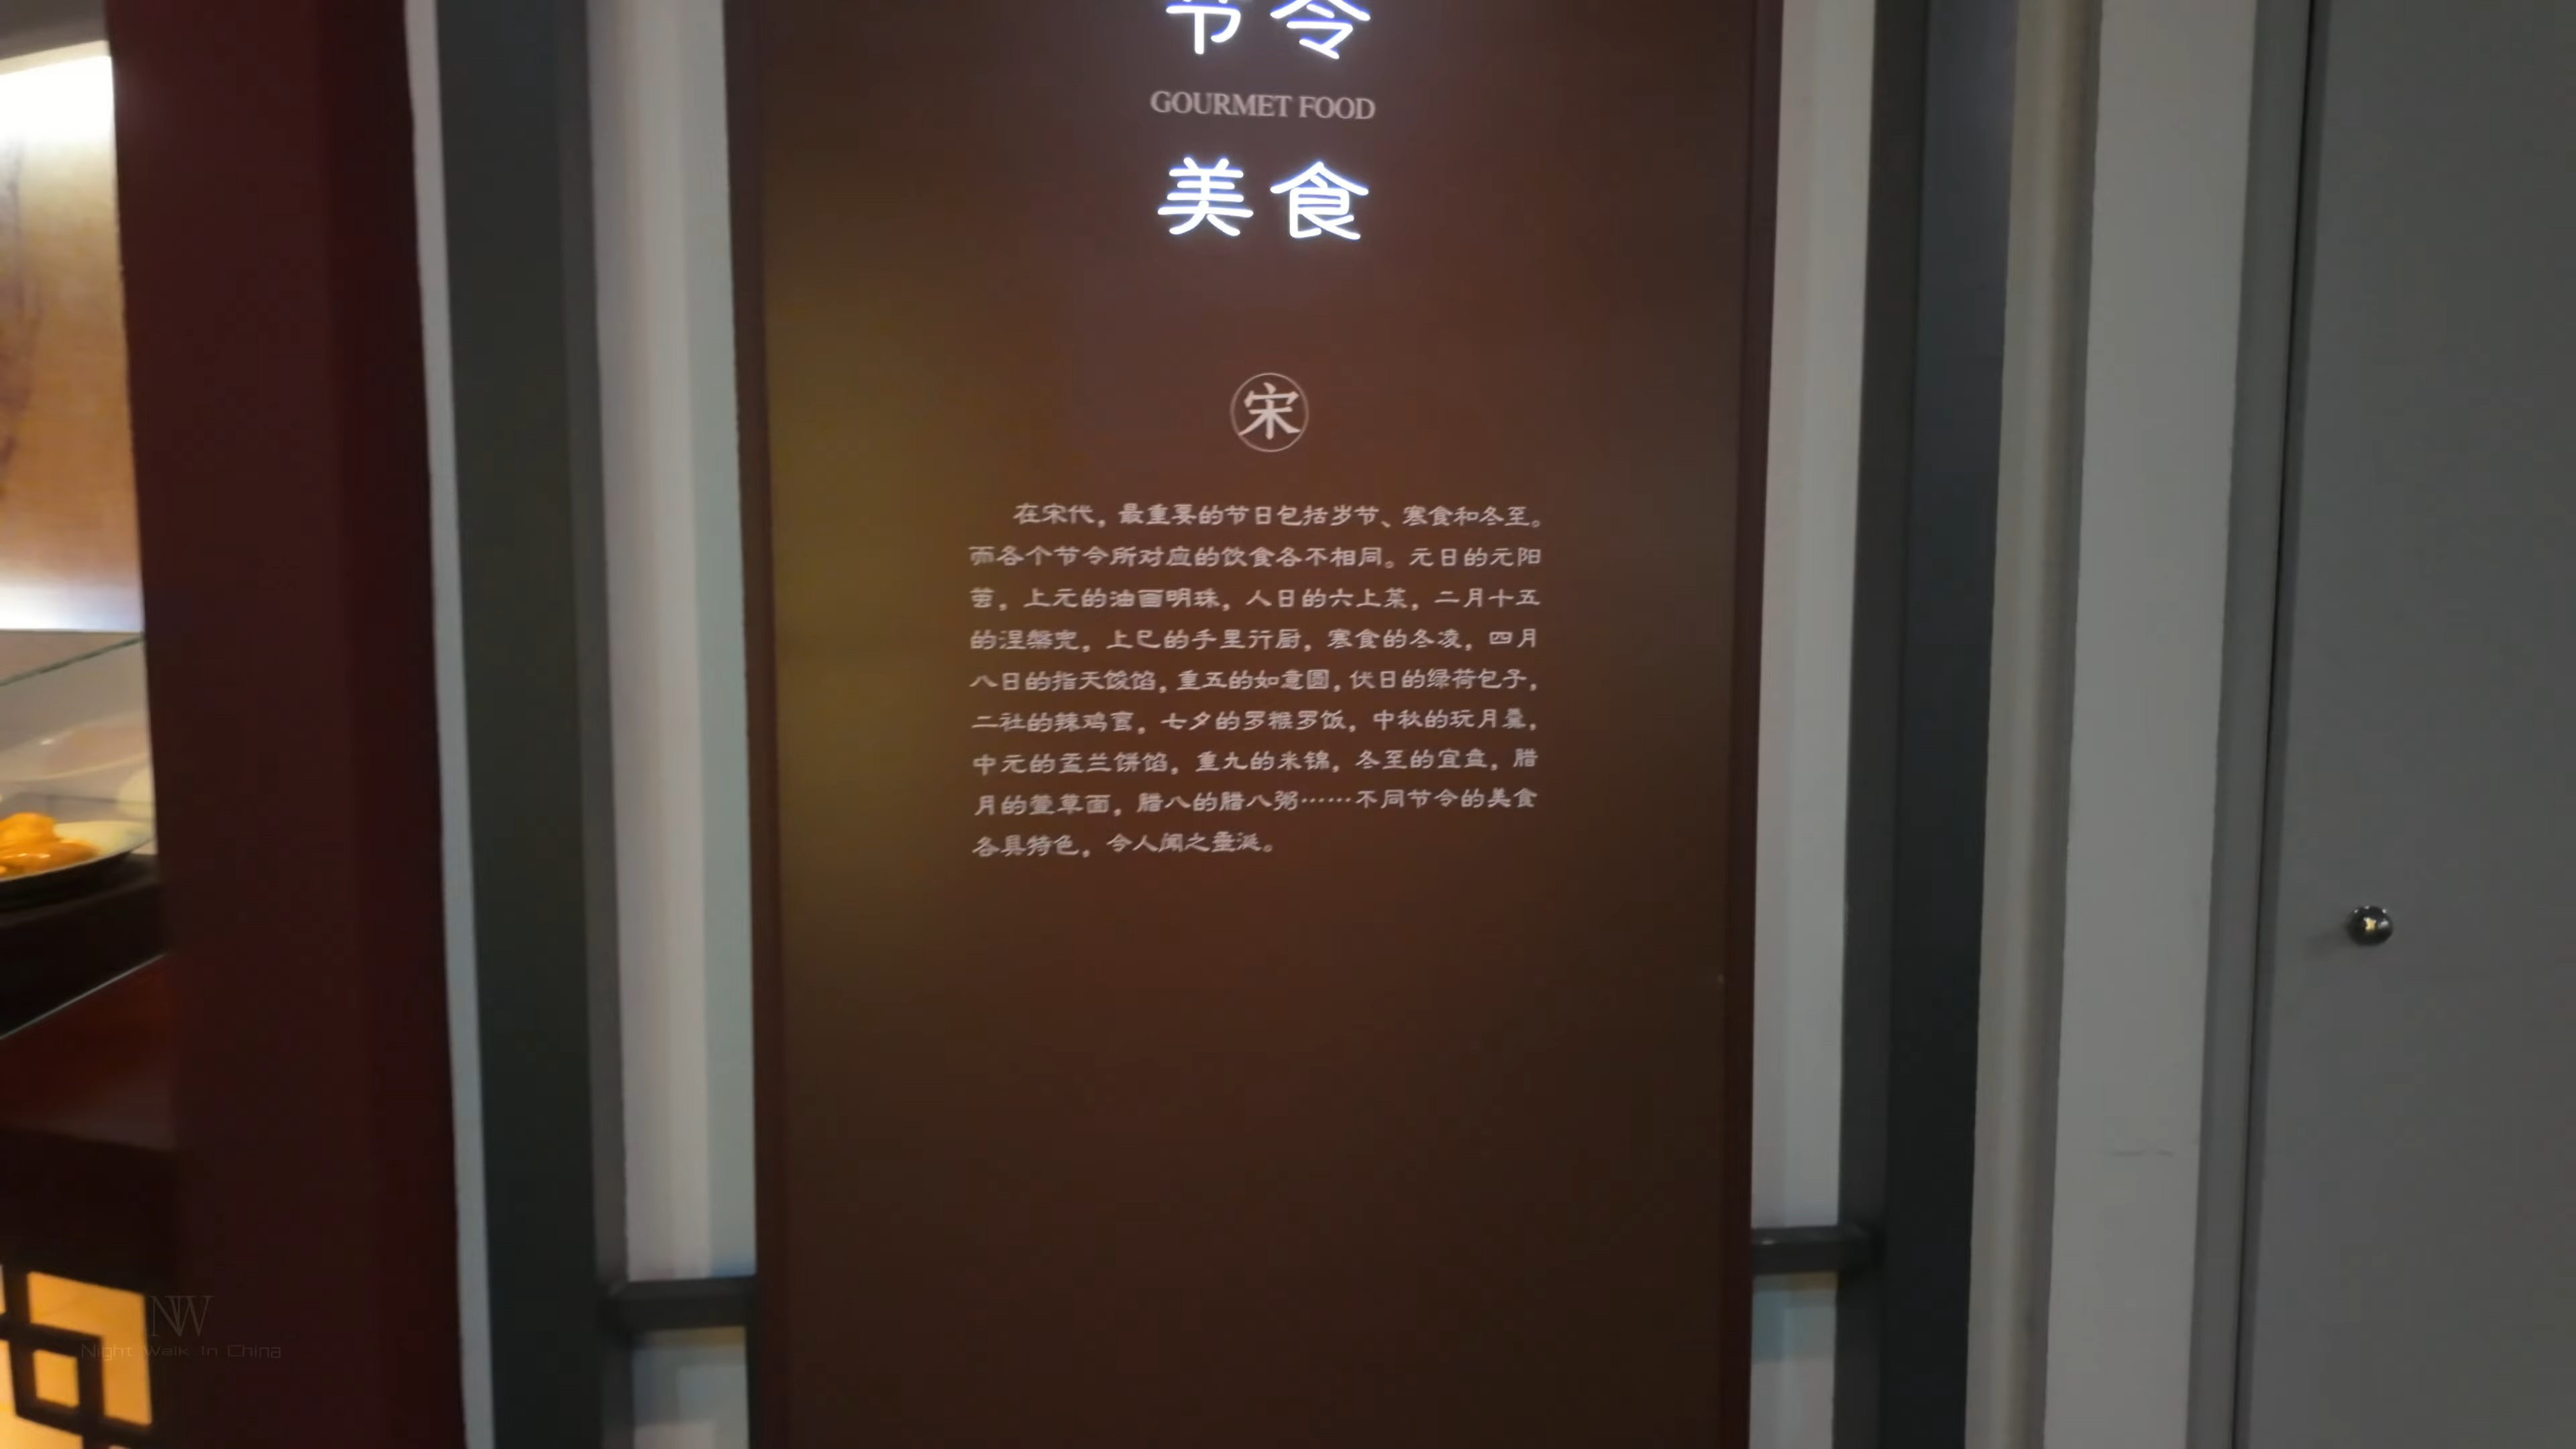 节令
GOURMET FOOD
美食
宋
在宋代，最重要的节日包括岁节、寒食和冬至。
而各个节令所对应的饮食各不相同。元日的元阳
，上元的油画明珠，人日的六上菜，二月十五
的涅槃兜，上巳的手里行厨，寒食的冬凌，四月
八日的指天馂馅，重五的如意圆，伏日的绿荷包子，
二社的辣鸡脔，七夕的罗睺罗饭，中秋的玩月羹，
中元的盂兰饼馅，重九的米锦，冬至的宜盘，腊
月的萱草面，腊八的腊八粥……不同节令的美食
各具特色，令人闻之垂涎。
NW
Night Walk In China